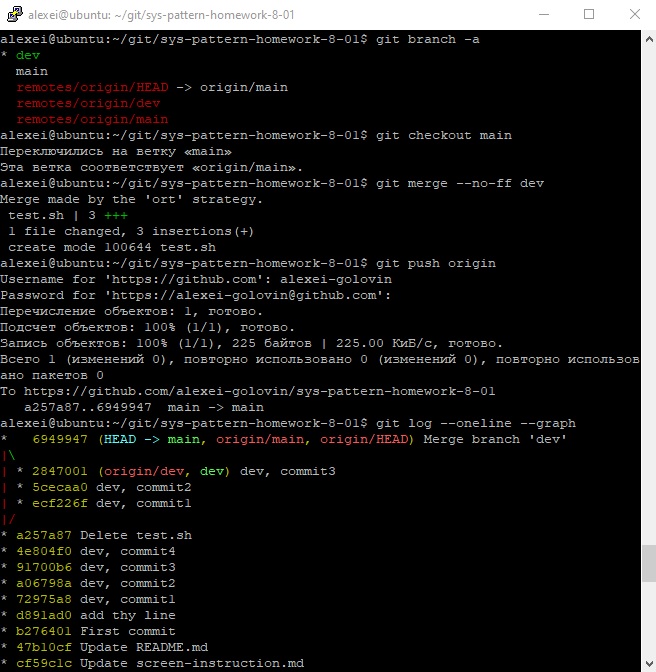 alexei@ubuntu: ~/git/sys-pattern-homework-8-01
alexei@ubuntu:~/git/sys-pattern-homework-8-01$ git branch -a
* dev
  main
  remotes/origin/HEAD -> origin/main
  remotes/origin/dev
  remotes/origin/main
alexei@ubuntu:~/git/sys-pattern-homework-8-01$ git checkout main
Переключились на ветку «main»
Эта ветка соответствует «origin/main».
alexei@ubuntu:~/git/sys-pattern-homework-8-01$ git merge --no-ff dev
Merge made by the 'ort' strategy.
 test.sh | 3 +++
 1 file changed, 3 insertions(+)
 create mode 100644 test.sh
alexei@ubuntu:~/git/sys-pattern-homework-8-01$ git push origin
Username for 'https://github.com': alexei-golovin
Password for 'https://alexei-golovin@github.com':
Перечисление объектов: 1, готово.
Подсчет объектов: 100% (1/1), готово.
Запись объектов: 100% (1/1), 225 байтов | 225.00 КиБ/с, готово.
Всего 1 (изменений 0), повторно использовано 0 (изменений 0), повторно использов
ано пакетов 0
To https://github.com/alexei-golovin/sys-pattern-homework-8-01
   a257a87..6949947  main -> main
alexei@ubuntu:~/git/sys-pattern-homework-8-01$ git log --oneline --graph
*   6949947 (HEAD -> main, origin/main, origin/HEAD) Merge branch 'dev'
|\
| * 2847001 (origin/dev, dev) dev, commit3
| * 5cecaa0 dev, commit2
| * ecf226f dev, commit1
|/
* a257a87 Delete test.sh
* 4e804f0 dev, commit4
* 91700b6 dev, commit3
* a06798a dev, commit2
* 72975a8 dev, commit1
* d891ad0 add thy line
* b276401 First commit
* 47b10cf Update README.md
* cf59c1c Update screen-instruction.md